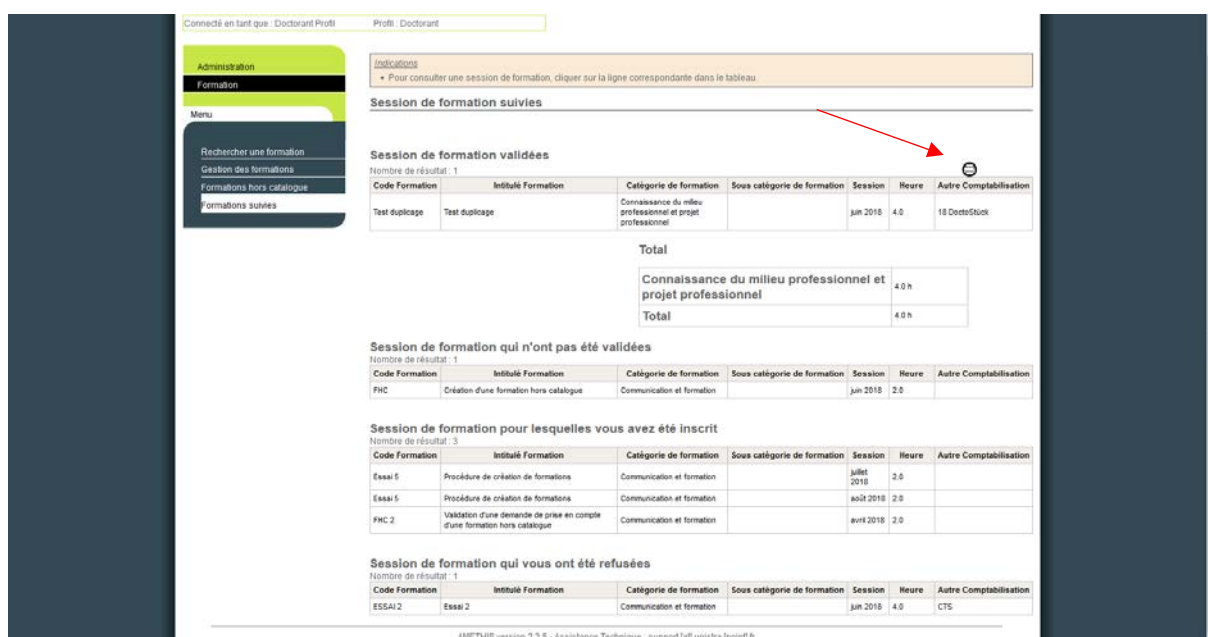 Connecté en tant que : Doctorant Profil Profil : Doctorant
Administration
Formation
Menu
Rechercher une formation
Gestion des formations
Formations hors catalogue
Formations suivies
Indications
• Pour consulter une session de formation, cliquer sur la ligne correspondante dans le tableau.
Session de formation suivies
Session de formation validées
Nombre de résultat : 1
Code Formation Intitulé Formation Catégorie de formation Sous catégorie de formation Session Heure Autre Comptabilisation
Test duplicage Test duplicage Connaissance du milieu professionnel et projet professionnel juin 2018 4.0 18 DoctoStück
Total
Connaissance du milieu professionnel et projet professionnel 4.0 h
Total 4.0 h
Session de formation qui n'ont pas été validées
Nombre de résultat : 1
Code Formation Intitulé Formation Catégorie de formation Sous catégorie de formation Session Heure Autre Comptabilisation
FHC Création d'une formation hors catalogue Communication et formation juin 2018 2.0
Session de formation pour lesquelles vous avez été inscrit
Nombre de résultat : 3
Code Formation Intitulé Formation Catégorie de formation Sous catégorie de formation Session Heure Autre Comptabilisation
Essai 5 Procédure de création de formations Communication et formation juillet 2018 2.0
Essai 5 Procédure de création de formations Communication et formation août 2018 2.0
FHC 2 Validation d'une demande de prise en compte d'une formation hors catalogue Communication et formation avril 2018 2.0
Session de formation qui vous ont été refusées
Nombre de résultat : 1
Code Formation Intitulé Formation Catégorie de formation Sous catégorie de formation Session Heure Autre Comptabilisation
ESSAI 2 Essai 2 Communication et formation juin 2018 4.0 CTS